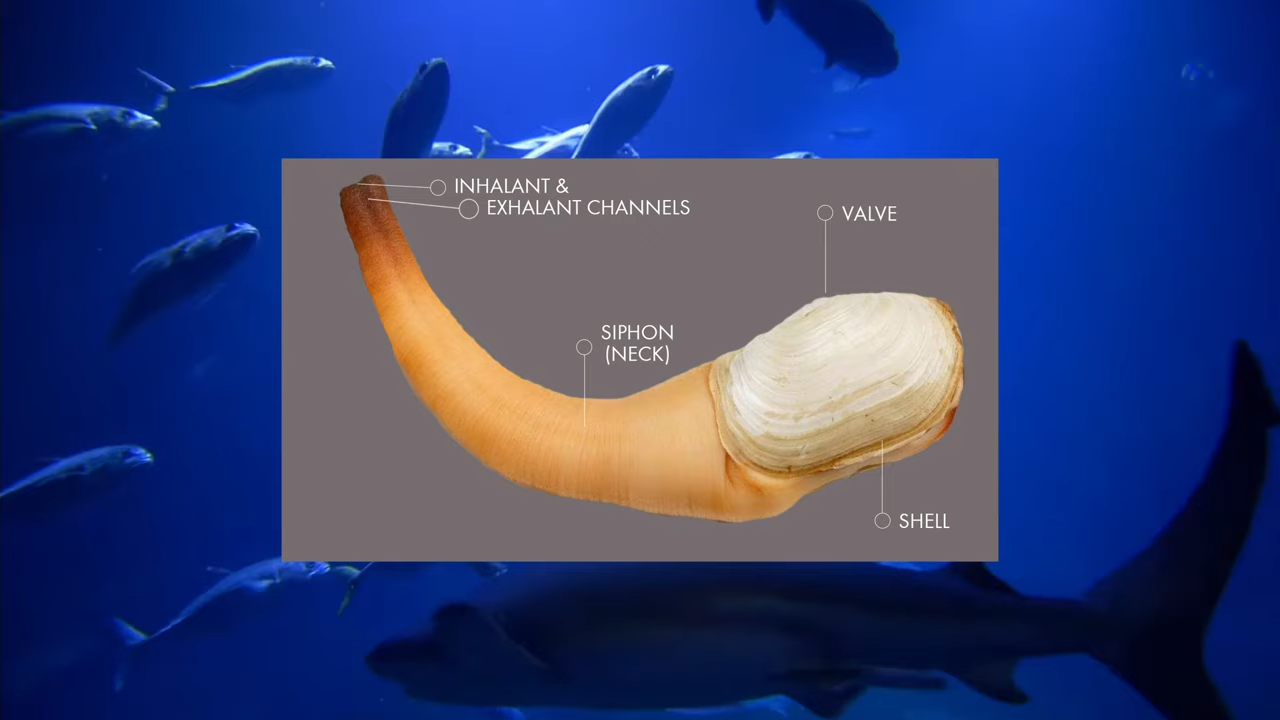 INHALANT &
EXHALANT CHANNELS
VALVE
SIPHON
(NECK)
SHELL